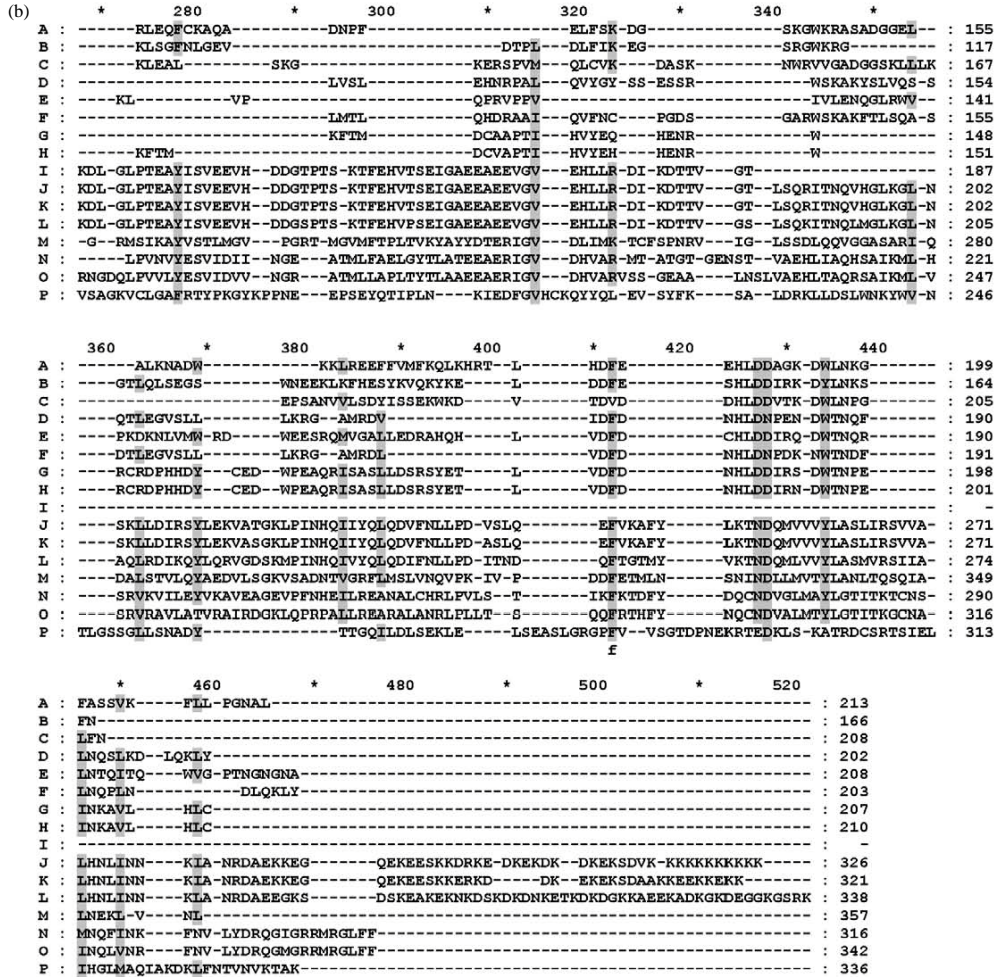 (b)
* 280 * 300 * 320 * 340 *
A : ------RLEQFCKAQA----------DNPF---------------------ELFSK-DG--------------SKGWKRASADGGEL-- : 155
B : ------KLSGFNLGEV----------------------------DTPL---DLFIK-EG--------------SRGWKRG--------- : 117
C : ------KLEAL---------SKG------------------KERSPVM---QLCVK----DASK---------NWRVVGADGGSKLLLK : 167
D : --------------------------LVSL-----------EHNRPAL---QVYGY-SS-ESSR------------WSKAKYSLVQS-S : 154
E : ----KL----------VP-----------------------QPRVPPV----------------------------IVLENQGLRWV-- : 141
F : --------------------------LMTL-----------QHDRAAI---QVFNC----PGDS---------GARWSKAKFTLSQA-S : 155
G : --------------------------KFTM-----------DCAAPTI---HVYEQ----HENR------------W------------ : 148
H : ------KFTM-------------------------------DCVAPTI---HVYEH----HENR------------W------------ : 151
I : KDL-GLPTEAYISVEEVH--DDGTPTS-KTFEHVTSEIGAEEAEEVGV---EHLLR-DI-KDTTV---GT------------------- : 187
J : KDL-GLPTEAYISVEEVH--DDGTPTS-KTFEHVTSEIGAEEAEEVGV---EHLLR-DI-KDTTV---GT--LSQRITNQVHGLKGL-N : 202
K : KDL-GLPTEAYISVEEVH--DDGTPTS-KTFEHVTSEIGAEEAEEVGV---EHLLR-DI-KDTTV---GT--LSQRITNQVHGLKGL-N : 202
L : KDL-GLPTEAYISVEEVH--DDGSPTS-KTFEHVPSEIGAEEAEEVGV---EHLLR-DI-KDTTV---GS--LSQKITNQLMGLKGL-N : 205
M : -G--RMSIKAYVSTLMGV---PGRT-MGVMFTPLTVKYAYYDTERIGV---DLIMK-TCFSPNRV---IG--LSSDLQQVGGASARI-Q : 280
N : ----LPVNVYESVIDII--NGE--ATMLFAELGYTLATEEAERIGV---DHVAR-MT-ATGT-GENST--VAEHLIAQHSAIKML-H : 221
O : RNGDQLPVVLYESVIDVV--NGR--ATMLLAPLTYTLAAEEAERIGV---DHVARVSS-GEAA--LNSLVAEHLTAQRSAIKML-V : 247
P : VSAGKVCLGAFRTYPKGYKPPNE---EPSEYQTIPLN----KIEDFGVHCKQYYQL-EV-SYFK---SA--LDRKLLDSLWNKYWV-N : 246
360 * 380 * 400 * 420 * 440
A : ------ALKNADW------------KKLREEFFVMFKQLKHRT--L------HDFE----------EHLDDAGK-DWLNKG------ : 199
B : ----GTLQLSEGS--------WNEEKLKFHESYKVQKYKE----L-------DDFE----------SHLDDIRK-DYLNKS------ : 164
C : ---------------------EPSANVVLSDYISSEKWKD----V------TDVD----------DHLDDVTK-DWLNPG------ : 205
D : ----QTLEGVSLL--------LKRG--AMRDV---------------------FDFD----------NHLDNPEN-DWTNQF------ : 190
E : ----PKDKNLVMW-RD-----WEESRQMVGALLEDRAHQH----L-------VDFD----------CHLDDIRQ-DWTNQR------ : 190
F : ----DTLEGVSLL--------LKRG--AMRDL---------------------VDFD----------NHLDNPDK-NWTNDF------ : 191
G : ----RCRDPHHDY---CED--WPEAQRISASLLDSRSYET----L-------VDFD----------NHLDDIRS-DWTNPE------ : 198
H : ----RCRDPHHDY---CED--WPEAQRISASLLDSRSYET----L-------VDFD----------NHLDDIRN-DWTNPE------ : 201
I : ----------------------------------------------------------------------------------------- : -
J : ----SKLLDIRSYLEKVATGKLPINHQIIYQLQDVFNLLPD-VSLQ-------EFVKAFY------LKTNDQMVVVYLASLIRSVVA- : 271
K : ----SKLLDIRSYLEKVASGKLPINHQIIYQLQDVFNLLPD-ASLQ-------EFVKAFY------LKTNDQMVVVYLASLIRSVVA- : 271
L : ----AQLRDIKQYLQRVGDSKMPINHQIIYHLQDVFNLLPD-ITND-------QFTGTMY------VKTNDQMLVVYLASMVRSIIA- : 274
M : ----DALSTVLQYAEDVLSGKVSADNTVGRFLMSLVNQVPK-IV-P-------DDFETMLN-----SNINDLLMVTYLANLTQSQIA- : 349
N : ----SRVKVILEYVKAVEAGEVPFNHEILREANALCHRLPVLS--T-------IKFKTDFY-----DQCNDVGLMAYLGTITKTCNS- : 290
O : ----SRVRAVLATVRAIRDGKLQPRPALLREARALANRLPLLT--S-------QQFRTHFY-----NQCNDVALMTYLGTITKGCNA- : 316
P : TLGSSGLLSNADY--------------TTGQILDLSEKLE-----LSEASLGRGPFV--VSGTDPNEKRTEDKLS-KATRDCSRTSIEL : 313
f
* 460 * 480 * 500 * 520
A : FASSVK-----FLL-PGNAL--------------------------------------------------------- : 213
B : FN-------------------------------------------------------------------------- : 166
C : LFN------------------------------------------------------------------------- : 208
D : LNQSLKD--LQKLY-------------------------------------------------------------- : 202
E : LNTQITQ----WVG-PTNGNGNA----------------------------------------------------- : 208
F : LNQPLN-----------DLQKLY----------------------------------------------------- : 203
G : INKAVL-----HLC-------------------------------------------------------------- : 207
H : INKAVL-----HLC-------------------------------------------------------------- : 210
I : ---------------------------------------------------------------------------- : -
J : LHNLINN----KIA-NRDAEKKEG-------QEKEESKKDRKE-DKEKDK-DKEKSDVK-KKKKKKKKKKK----- : 326
K : LHNLINN----KIA-NRDAEKKEG-------QEKEESKKERKD----DK-EKEKSDAAKKEEKKEKK------- : 321
L : LHNLINN----KLA-NRDAEEGKS-------DSKEAKEKNKDSKDKDNKETKDKDGKKAEEKADKGKDEGGKGSRK : 338
M : LNEKL-V----NL--------------------------------------------------------------- : 357
N : MNQFINK----FNV-LYDRQGIGRRMRGLFF--------------------------------------------- : 316
O : INQLVNR----FNV-LYDRQGMGRRMRGLFF--------------------------------------------- : 342
P : IHGLMAQIAKDKLFNTVNVKTAK----------------------------------------------------- : 336